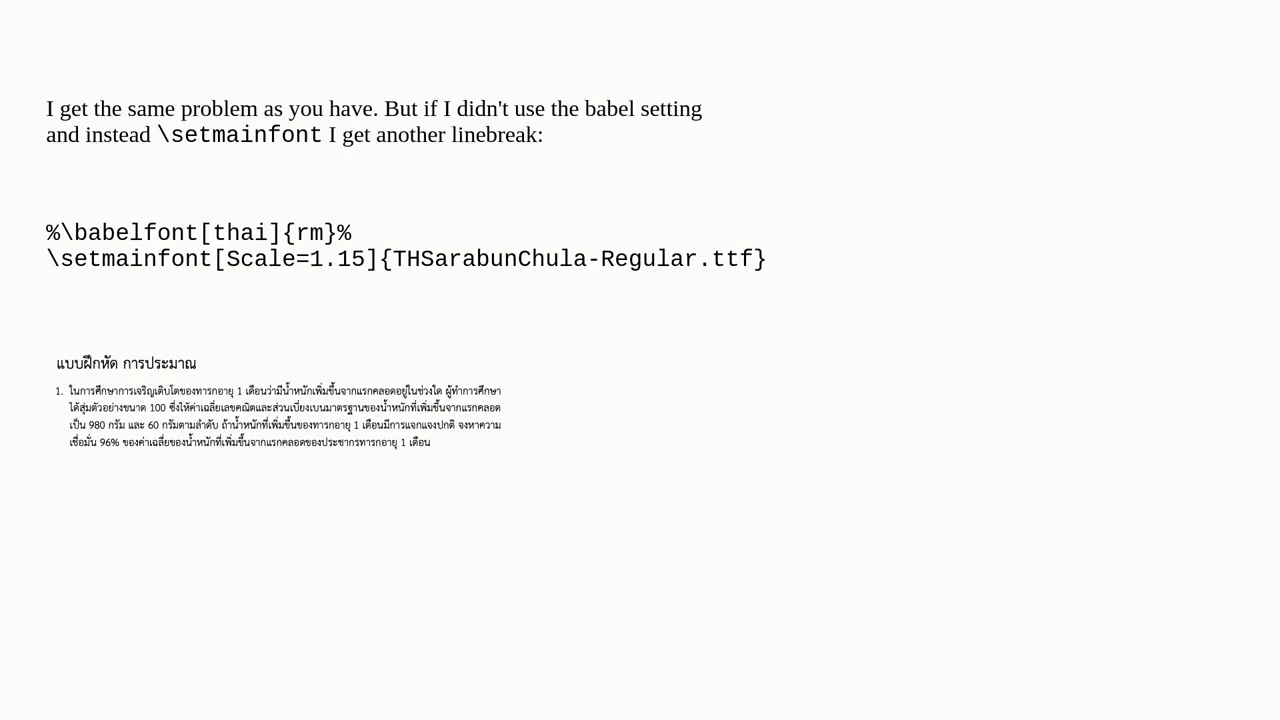 I get the same problem as you have. But if I didn't use the babel setting
and instead \setmainfont I get another linebreak:
%\babelfont[thai]{rm}%
\setmainfont[Scale=1.15]{THSarabunChula-Regular.ttf}
แบบฝึกหัด การประมาณ
1. ในการศึกษาการเจริญเติบโตของทารกอายุ 1 เดือนว่ามีน้ำหนักเพิ่มขึ้นจากแรกคลอดอยู่ในช่วงใด ผู้ทำการศึกษา
ได้สุ่มตัวอย่างขนาด 100 ซึ่งให้ค่าเฉลี่ยเลขคณิตและส่วนเบี่ยงเบนมาตรฐานของน้ำหนักที่เพิ่มขึ้นจากแรกคลอด
เป็น 980 กรัม และ 60 กรัมตามลำดับ ถ้าน้ำหนักที่เพิ่มขึ้นของทารกอายุ 1 เดือนมีการแจกแจงปกติ จงหาความ
เชื่อมั่น 96% ของค่าเฉลี่ยของน้ำหนักที่เพิ่มขึ้นจากแรกคลอดของประชากรทารกอายุ 1 เดือน